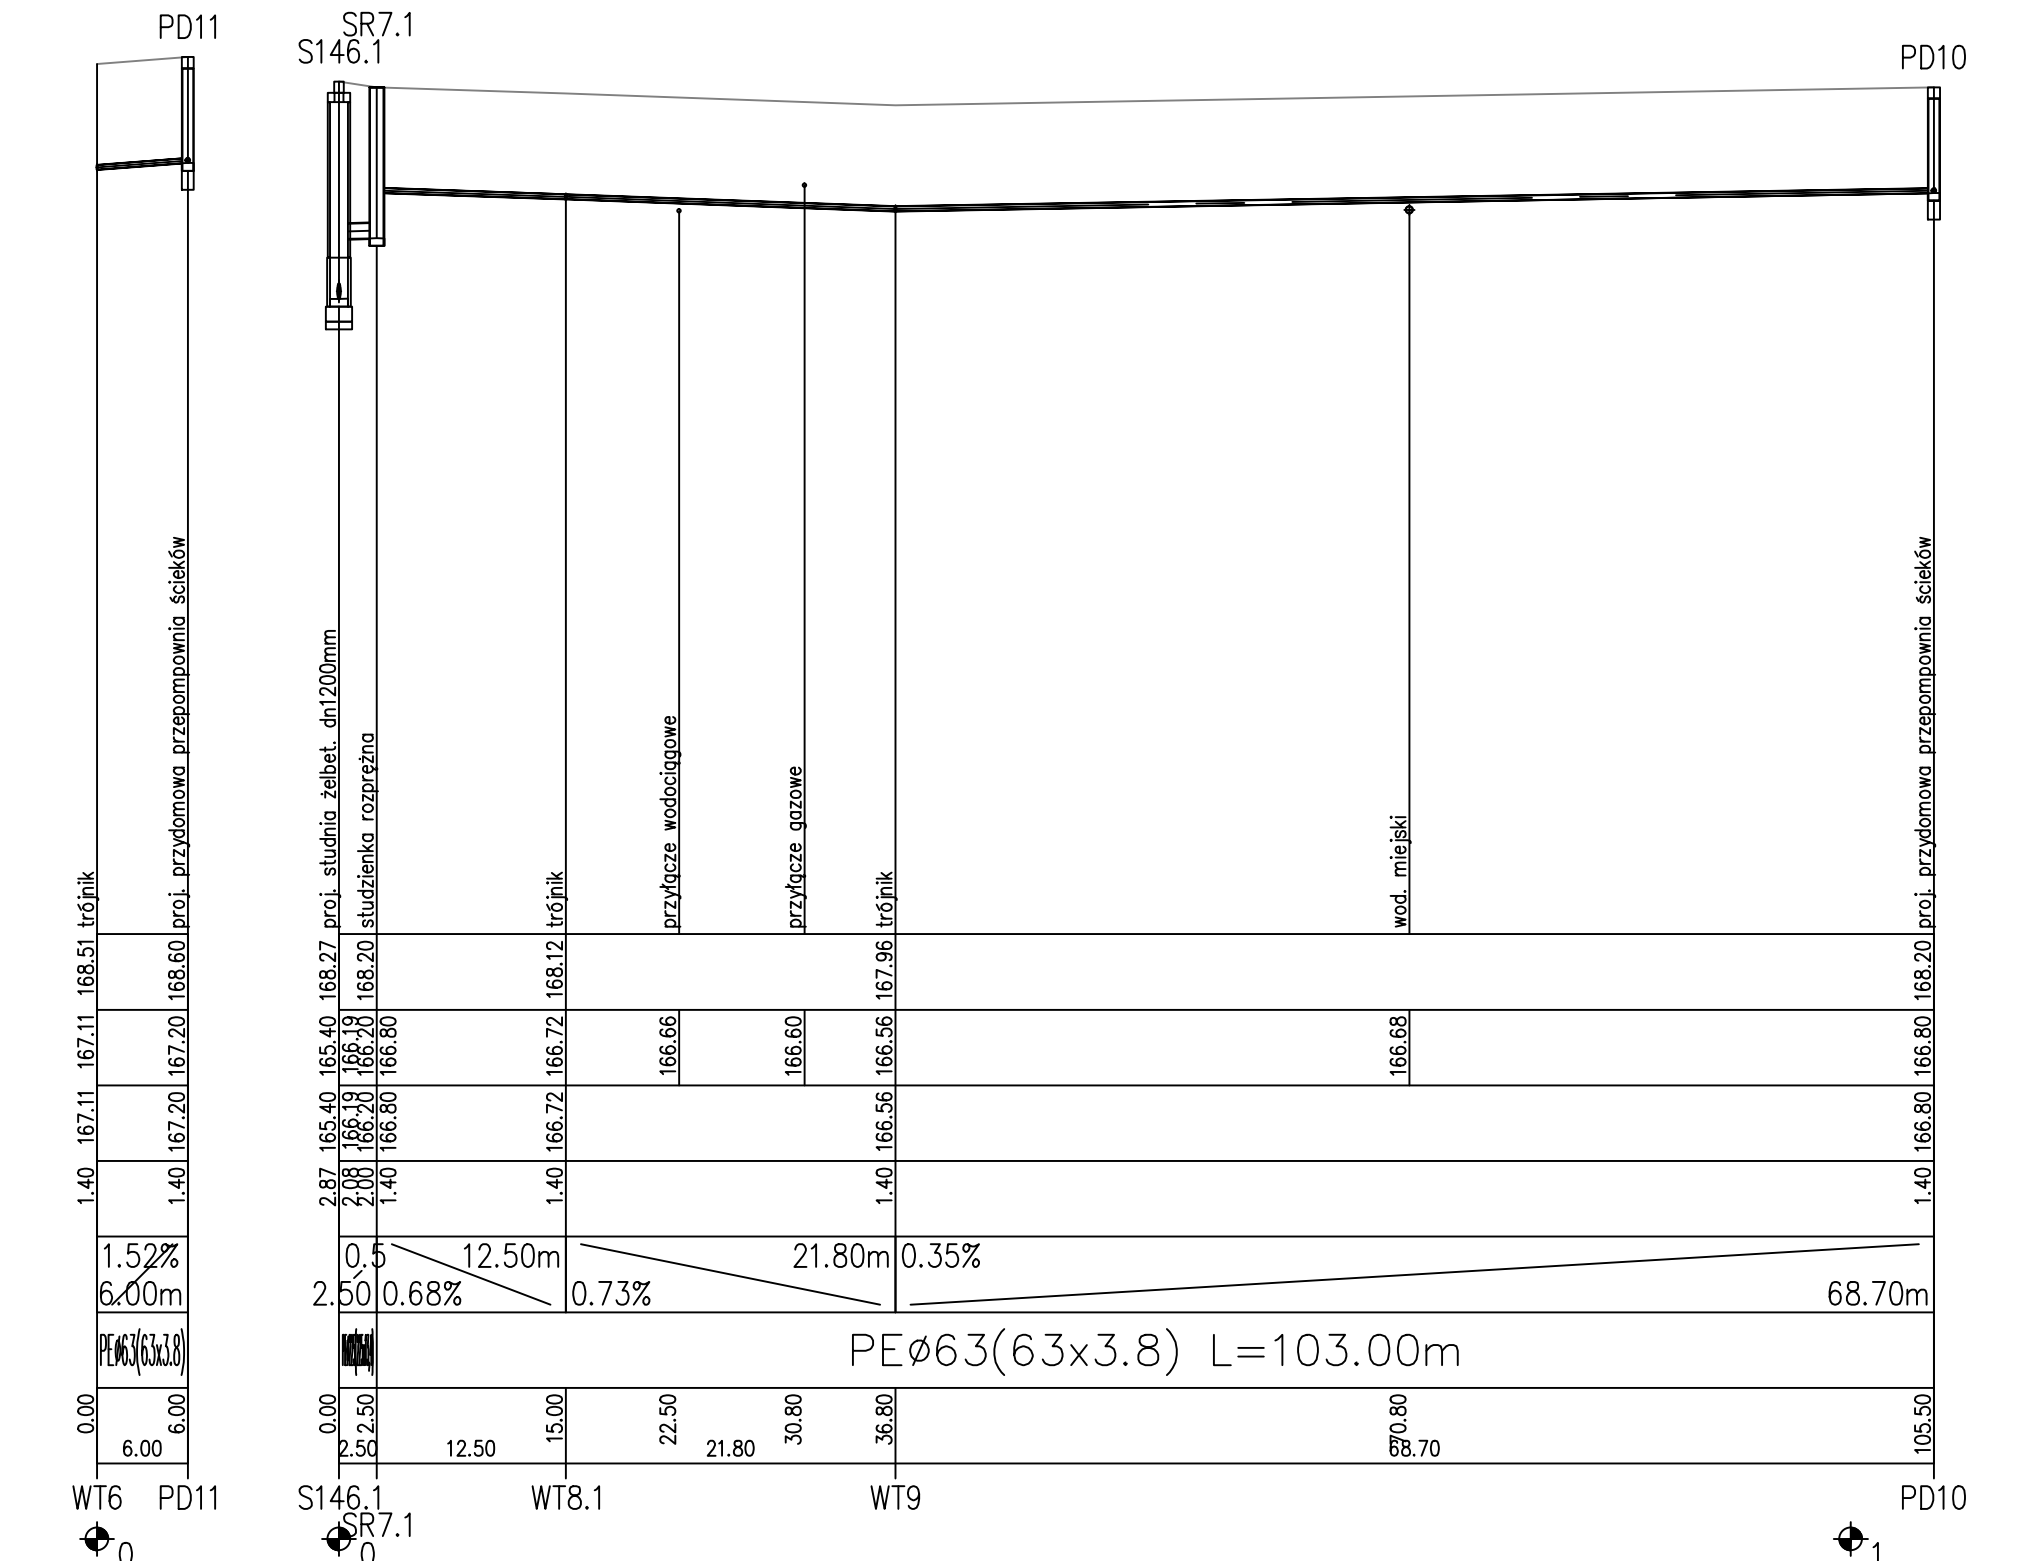 PD11
SR7.1
S146.1
PD10
trójnik
proj. przydomowa przepompownia ścieków
proj. studnia żelbet. dn1200mm
studzienka rozprężna
trójnik
przyłącze wodociągowe
przyłącze gazowe
trójnik
wod. miejski
proj. przydomowa przepompownia ścieków
168.51 168.60 168.27 168.20 168.12 167.96 168.20
167.11 167.20 165.40 166.19 166.20 166.80 166.72 166.66 166.60 166.56 166.68 166.80
167.11 167.20 165.40 166.19 166.20 166.80 166.72 166.56 166.80
1.40 1.40 2.87 2.08 2.00 1.40 1.40 1.40 1.40
1.52% 0.5 12.50m 21.80m 0.35%
6.00m 2.50 0.68% 0.73% 68.70m
PEø63(63x3.8) PEø63(63x3.8) L=103.00m
0.00 6.00 0.00 2.50 15.00 22.50 30.80 36.80 70.80 105.50
6.00 2.50 12.50 21.80 68.70
WT6 PD11 S146.1 WT8.1 WT9 PD10
SR7.1
0 0 1